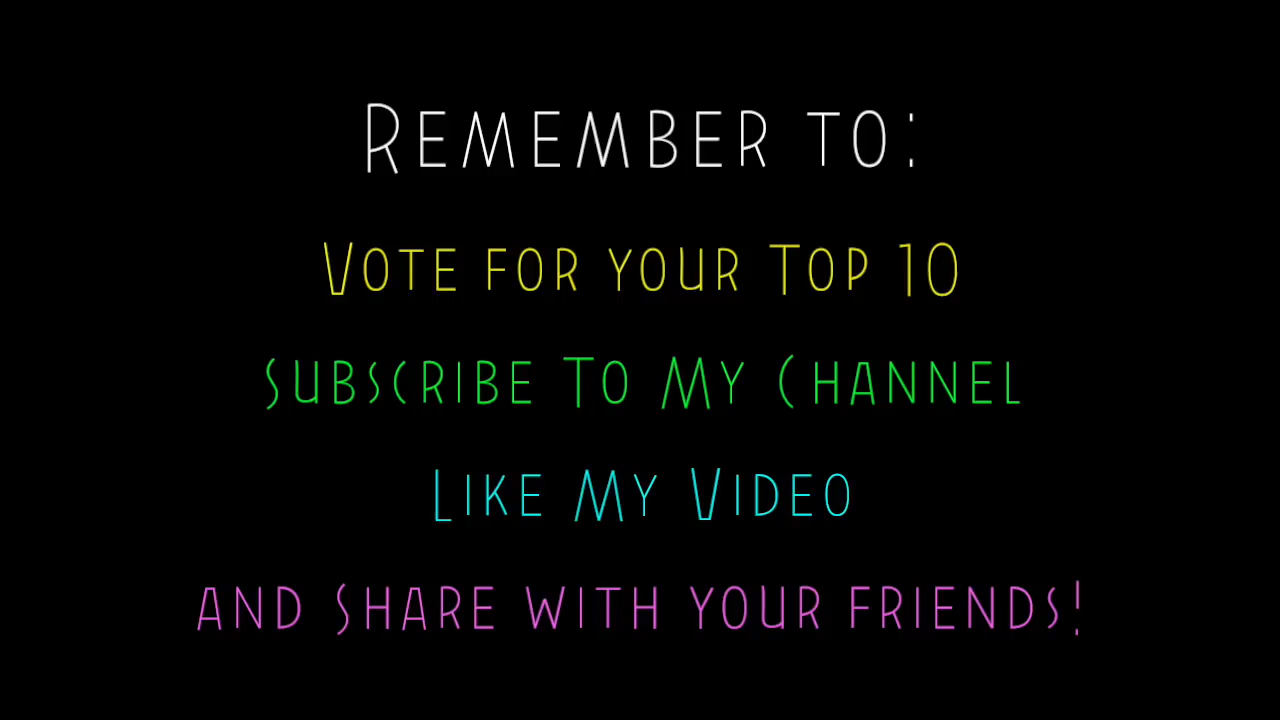 Remember to:
Vote for your Top 10
Subscribe To My Channel
Like My Video
and Share with your friends!